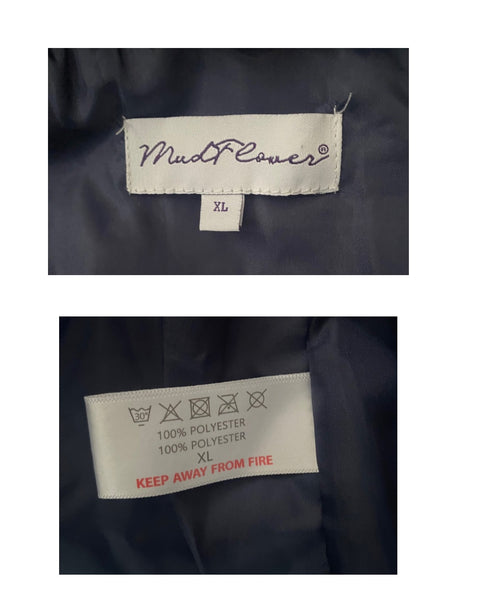 MudFlower®
XL
30°
100% POLYESTER
100% POLYESTER
XL
KEEP AWAY FROM FIRE